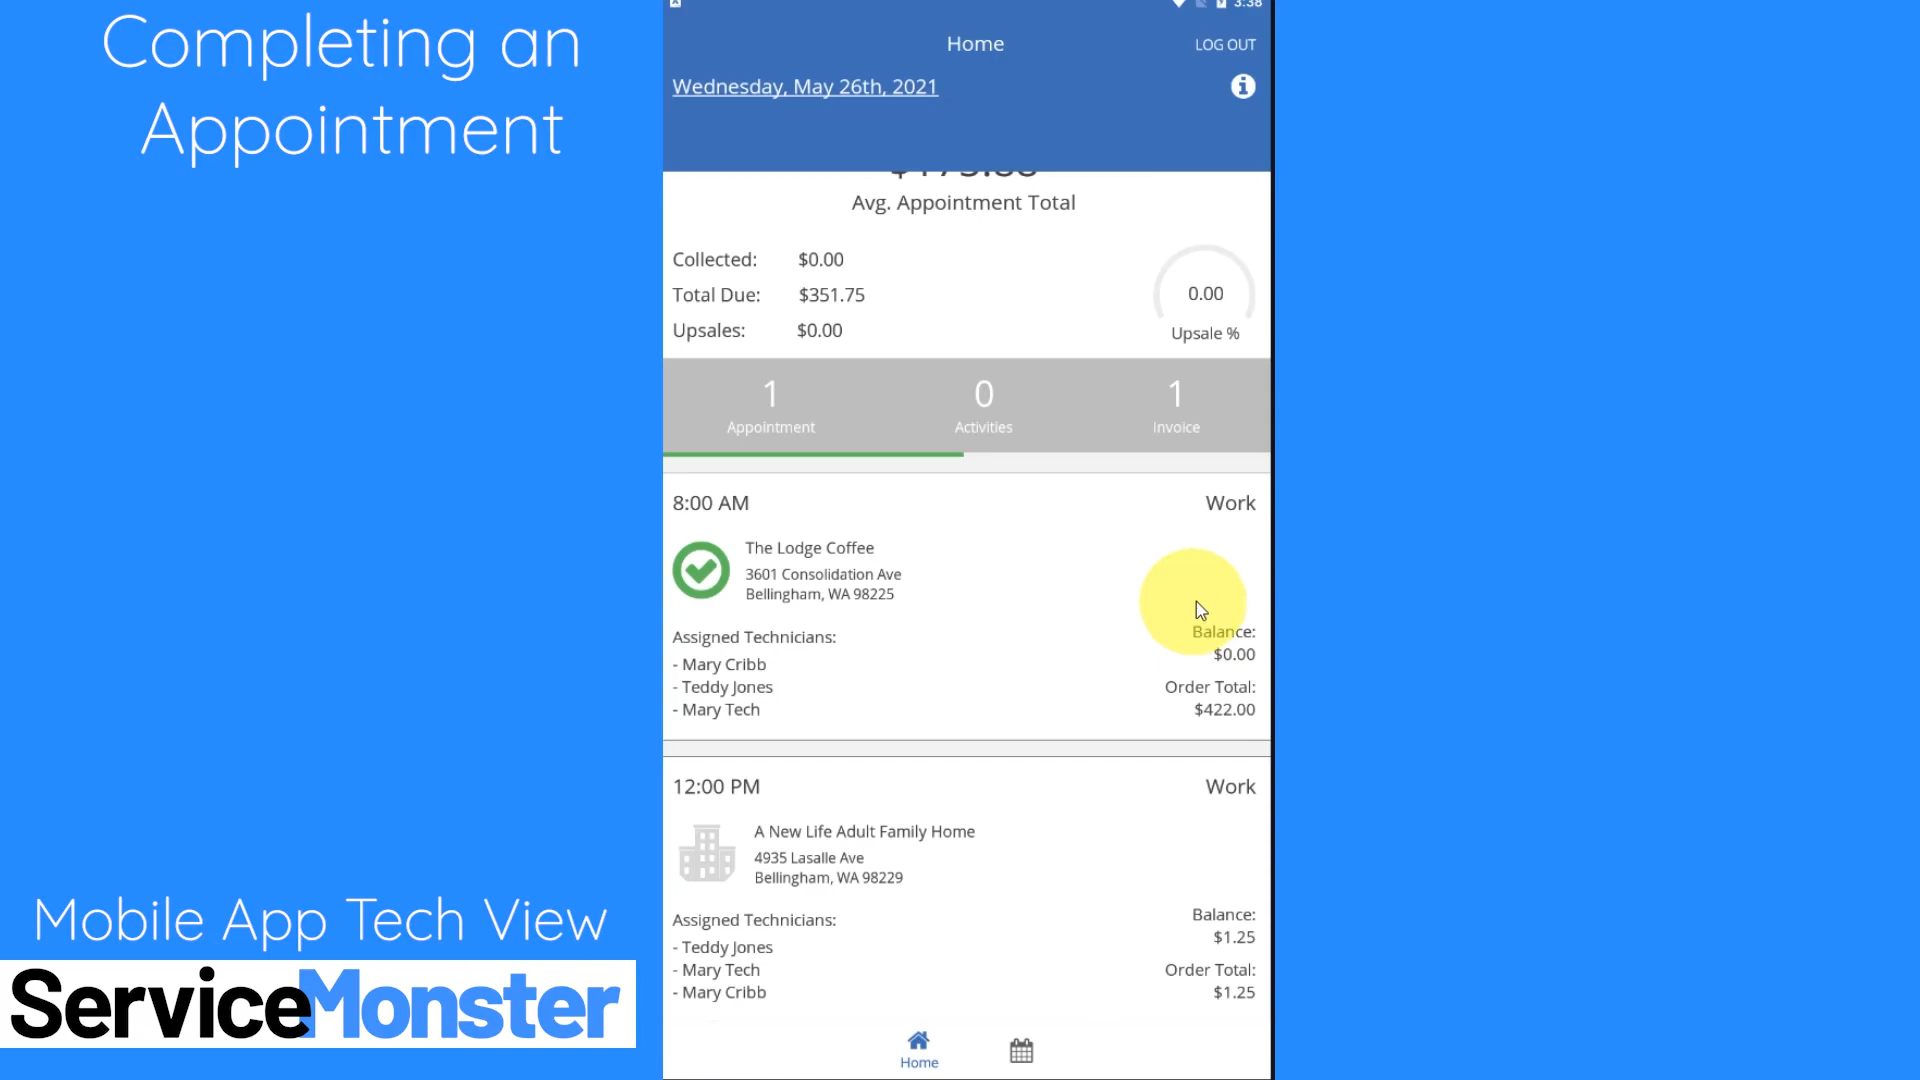 Completing an
Appointment
3:38
Home
LOG OUT
Wednesday, May 26th, 2021
Avg. Appointment Total
Collected: $0.00
Total Due: $351.75
Upsales: $0.00
0.00
Upsale %
1 0 1
Appointment Activities Invoice
8:00 AM Work
The Lodge Coffee
3601 Consolidation Ave
Bellingham, WA 98225
Assigned Technicians:
- Mary Cribb
- Teddy Jones
- Mary Tech
Balance:
$0.00
Order Total:
$422.00
12:00 PM Work
A New Life Adult Family Home
4935 Lasalle Ave
Bellingham, WA 98229
Assigned Technicians:
- Teddy Jones
- Mary Tech
- Mary Cribb
Balance:
$1.25
Order Total:
$1.25
Home
Mobile App Tech View
ServiceMonster